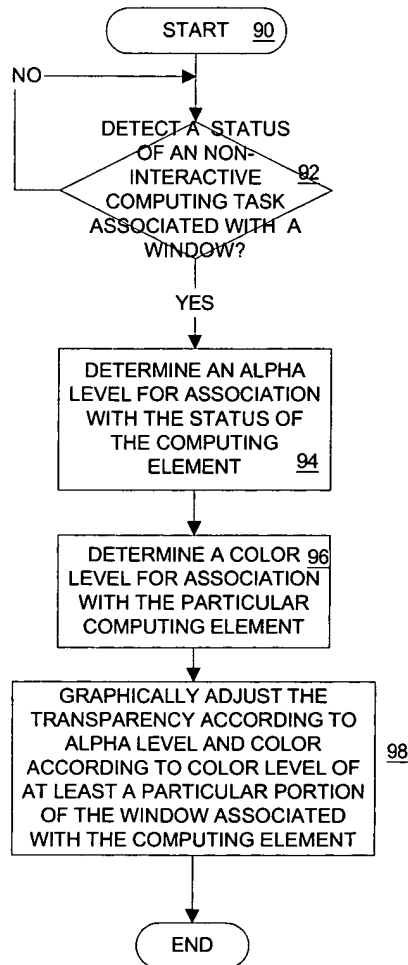 START 90
NO
DETECT A STATUS
OF AN NON-
INTERACTIVE 92
COMPUTING TASK
ASSOCIATED WITH A
WINDOW?
YES
DETERMINE AN ALPHA
LEVEL FOR ASSOCIATION
WITH THE STATUS OF
THE COMPUTING
ELEMENT 94
DETERMINE A COLOR 96
LEVEL FOR ASSOCIATION
WITH THE PARTICULAR
COMPUTING ELEMENT
GRAPHICALLY ADJUST THE
TRANSPARENCY ACCORDING TO
ALPHA LEVEL AND COLOR 98
ACCORDING TO COLOR LEVEL OF
AT LEAST A PARTICULAR PORTION
OF THE WINDOW ASSOCIATED
WITH THE COMPUTING ELEMENT
END